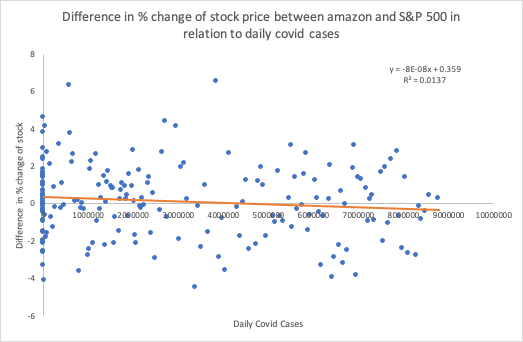 Difference in % change of stock price between amazon and S&P 500 in
relation to daily covid cases
y = -8E-08x + 0.359
R² = 0.0137
Difference in % change of stock
8
6
4
2
0
-2
-4
-6
1000000 2000000 3000000 4000000 5000000 6000000 7000000 8000000 9000000 10000000
Daily Covid Cases